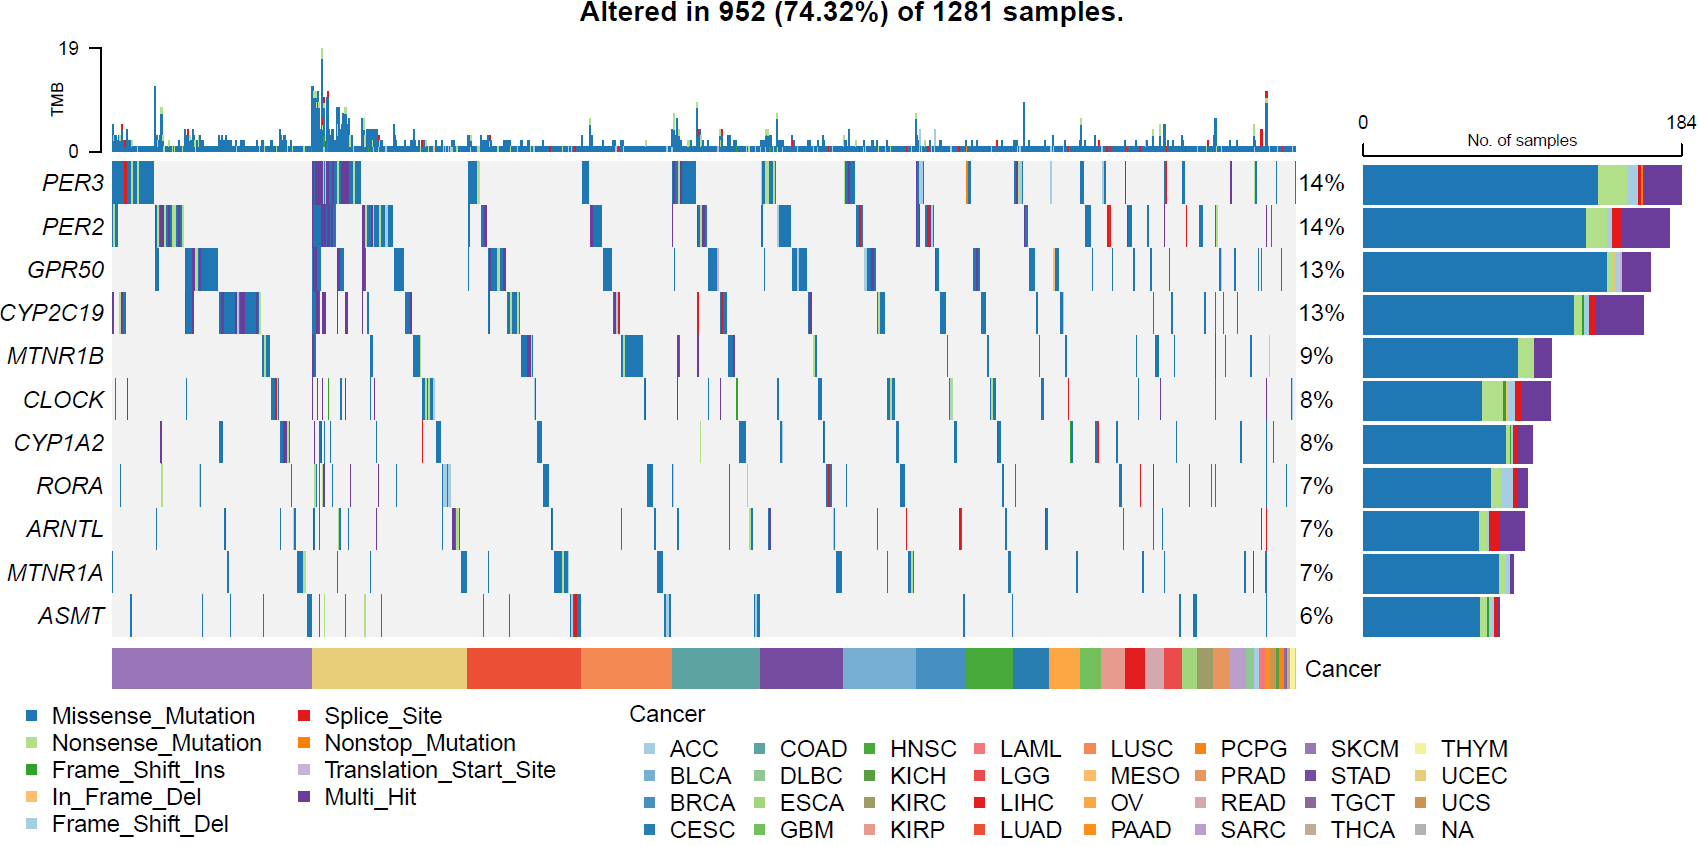 Altered in 952 (74.32%) of 1281 samples.
19
TMB
0
0
184
No. of samples
PER3 14%
PER2 14%
GPR50 13%
CYP2C19 13%
MTNR1B 9%
CLOCK 8%
CYP1A2 8%
RORA 7%
ARNTL 7%
MTNR1A 7%
ASMT 6%
Cancer
Missense_Mutation
Nonsense_Mutation
Frame_Shift_Ins
In_Frame_Del
Frame_Shift_Del
Splice_Site
Nonstop_Mutation
Translation_Start_Site
Multi_Hit
Cancer
ACC COAD HNSC LAML LUSC PCPG SKCM THYM
BLCA DLBC KICH LGG MESO PRAD STAD UCEC
BRCA ESCA KIRC LIHC OV READ TGCT UCS
CESC GBM KIRP LUAD PAAD SARC THCA NA